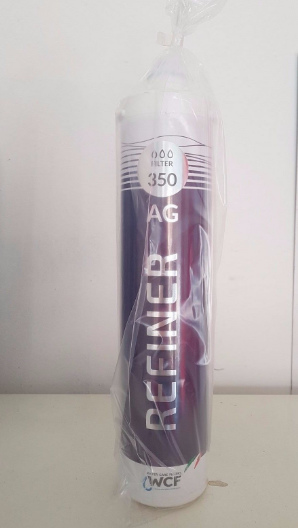 FILTER
350
AG
REFINER
WCF